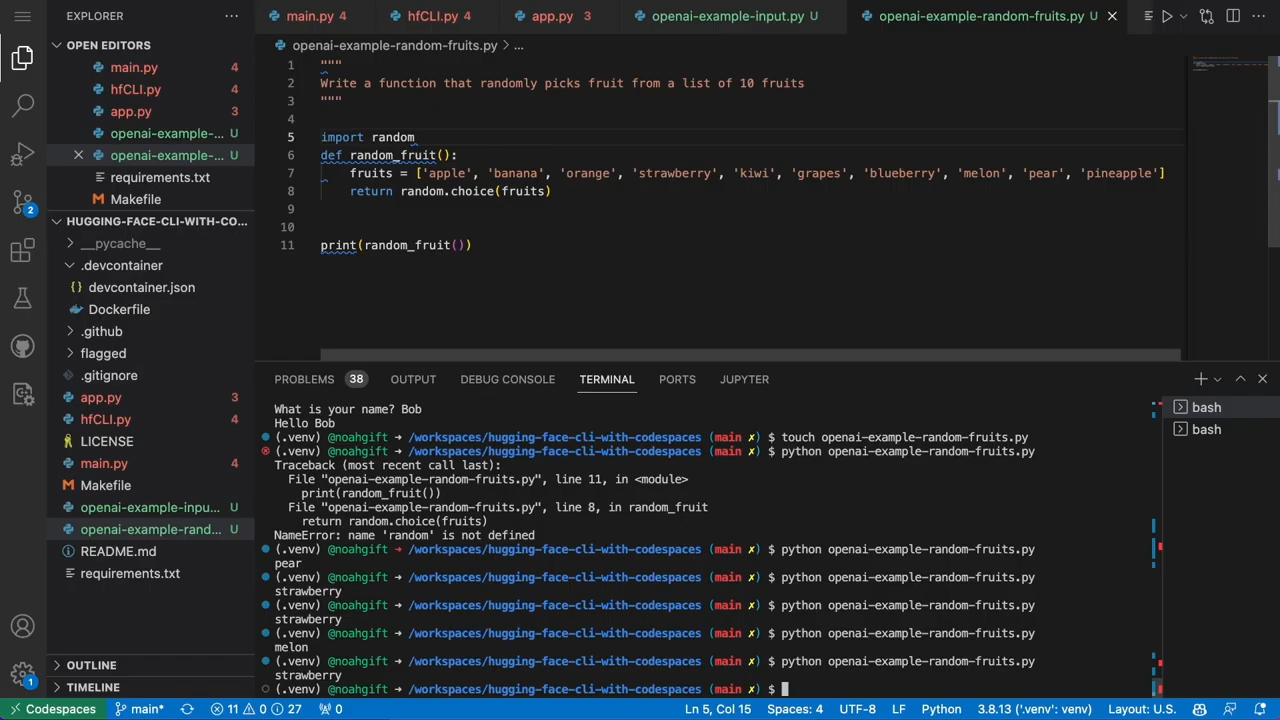 main.py 4
hfCLI.py 4
app.py 3
openai-example-input.py U
openai-example-random-fruits.py U
EXPLORER
OPEN EDITORS
main.py 4
hfCLI.py 4
app.py 3
openai-example-... U
openai-example-... U
requirements.txt
Makefile
HUGGING-FACE-CLI-WITH-CO...
__pycache__
.devcontainer
devcontainer.json
Dockerfile
.github
flagged
.gitignore
app.py 3
hfCLI.py 4
LICENSE
main.py 4
Makefile
openai-example-inpu... U
openai-example-rand... U
README.md
requirements.txt
OUTLINE
TIMELINE
2
1
openai-example-random-fruits.py > ...
1 """
2 Write a function that randomly picks fruit from a list of 10 fruits
3 """
4
5 import random
6 def random_fruit():
7 fruits = ['apple', 'banana', 'orange', 'strawberry', 'kiwi', 'grapes', 'blueberry', 'melon', 'pear', 'pineapple']
8 return random.choice(fruits)
9
10
11 print(random_fruit())
PROBLEMS 38 OUTPUT DEBUG CONSOLE TERMINAL PORTS JUPYTER
What is your name? Bob
Hello Bob
(.venv) @noahgift ➜ /workspaces/hugging-face-cli-with-codespaces (main ✗) $ touch openai-example-random-fruits.py
(.venv) @noahgift ➜ /workspaces/hugging-face-cli-with-codespaces (main ✗) $ python openai-example-random-fruits.py
Traceback (most recent call last):
File "openai-example-random-fruits.py", line 11, in <module>
print(random_fruit())
File "openai-example-random-fruits.py", line 8, in random_fruit
return random.choice(fruits)
NameError: name 'random' is not defined
(.venv) @noahgift ➜ /workspaces/hugging-face-cli-with-codespaces (main ✗) $ python openai-example-random-fruits.py
pear
(.venv) @noahgift ➜ /workspaces/hugging-face-cli-with-codespaces (main ✗) $ python openai-example-random-fruits.py
strawberry
(.venv) @noahgift ➜ /workspaces/hugging-face-cli-with-codespaces (main ✗) $ python openai-example-random-fruits.py
strawberry
(.venv) @noahgift ➜ /workspaces/hugging-face-cli-with-codespaces (main ✗) $ python openai-example-random-fruits.py
melon
(.venv) @noahgift ➜ /workspaces/hugging-face-cli-with-codespaces (main ✗) $ python openai-example-random-fruits.py
strawberry
(.venv) @noahgift ➜ /workspaces/hugging-face-cli-with-codespaces (main ✗) $
bash
bash
Codespaces main* 11 0 27 0 Ln 5, Col 15 Spaces: 4 UTF-8 LF Python 3.8.13 ('.venv': venv) Layout: U.S.